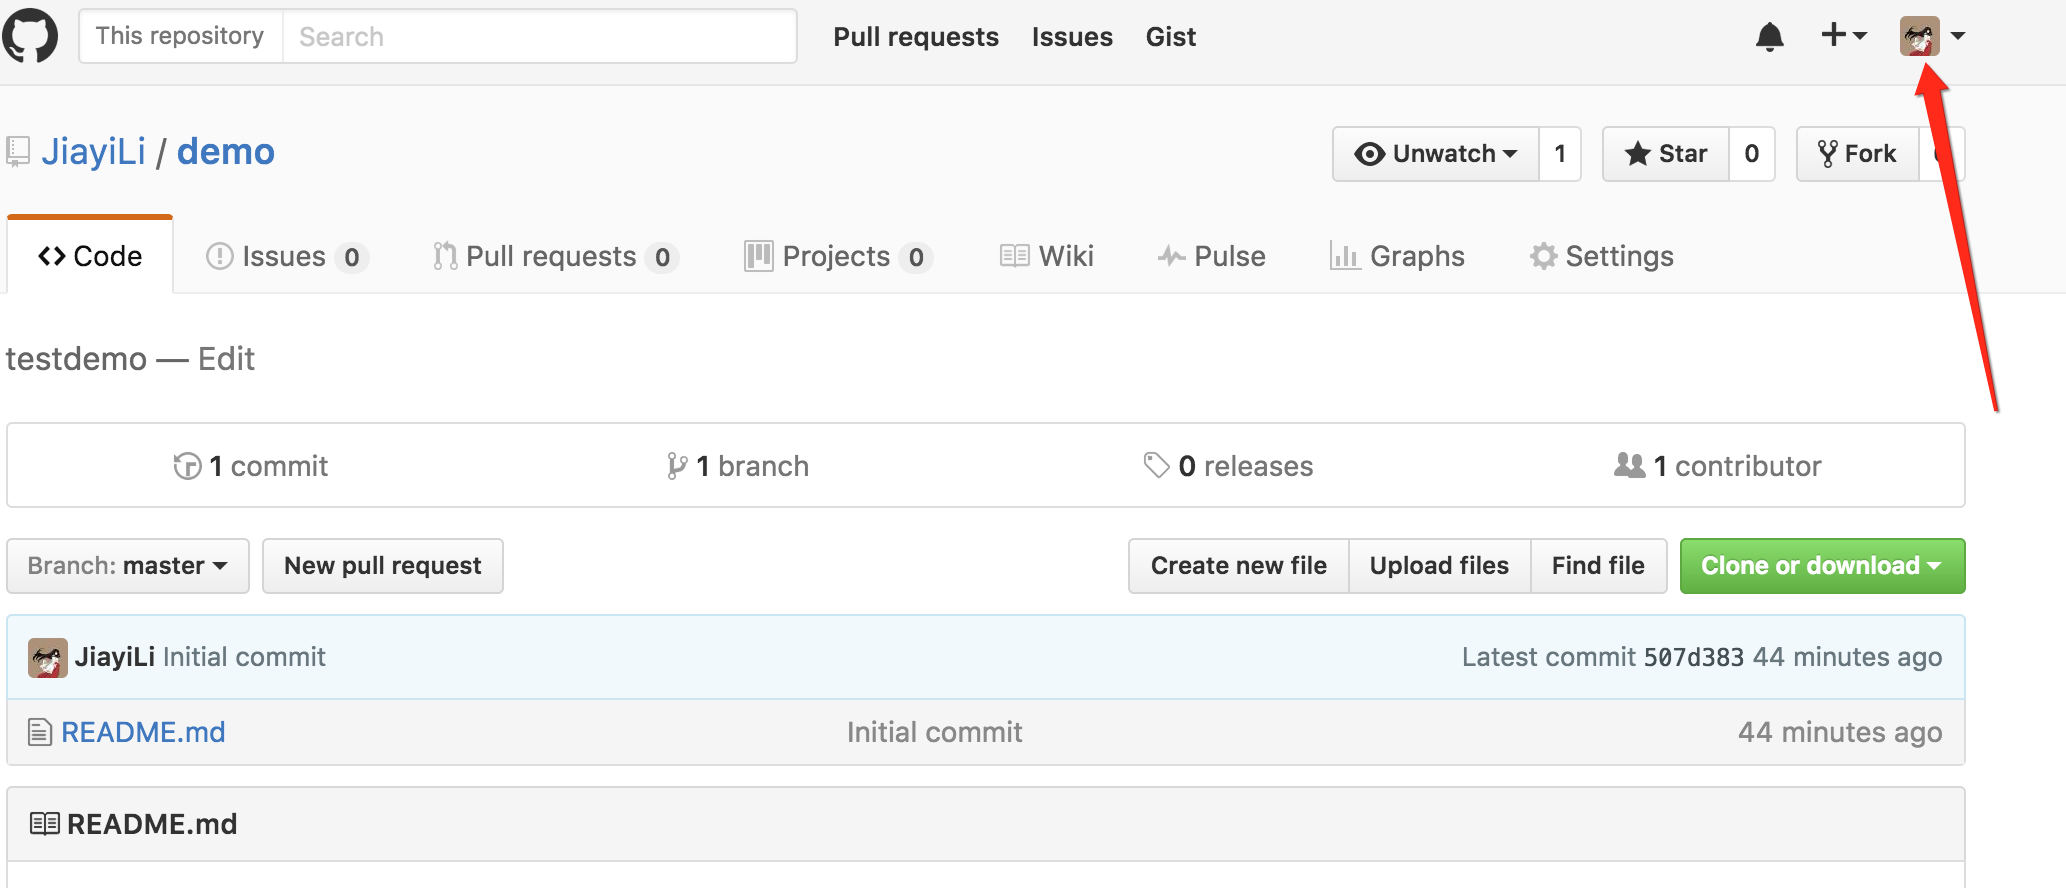 This repository Search Pull requests Issues Gist
JiayiLi / demo Unwatch 1 Star 0 Fork
Code Issues 0 Pull requests 0 Projects 0 Wiki Pulse Graphs Settings
testdemo — Edit
1 commit 1 branch 0 releases 1 contributor
Branch: master New pull request Create new file Upload files Find file Clone or download
JiayiLi Initial commit Latest commit 507d383 44 minutes ago
README.md Initial commit 44 minutes ago
README.md